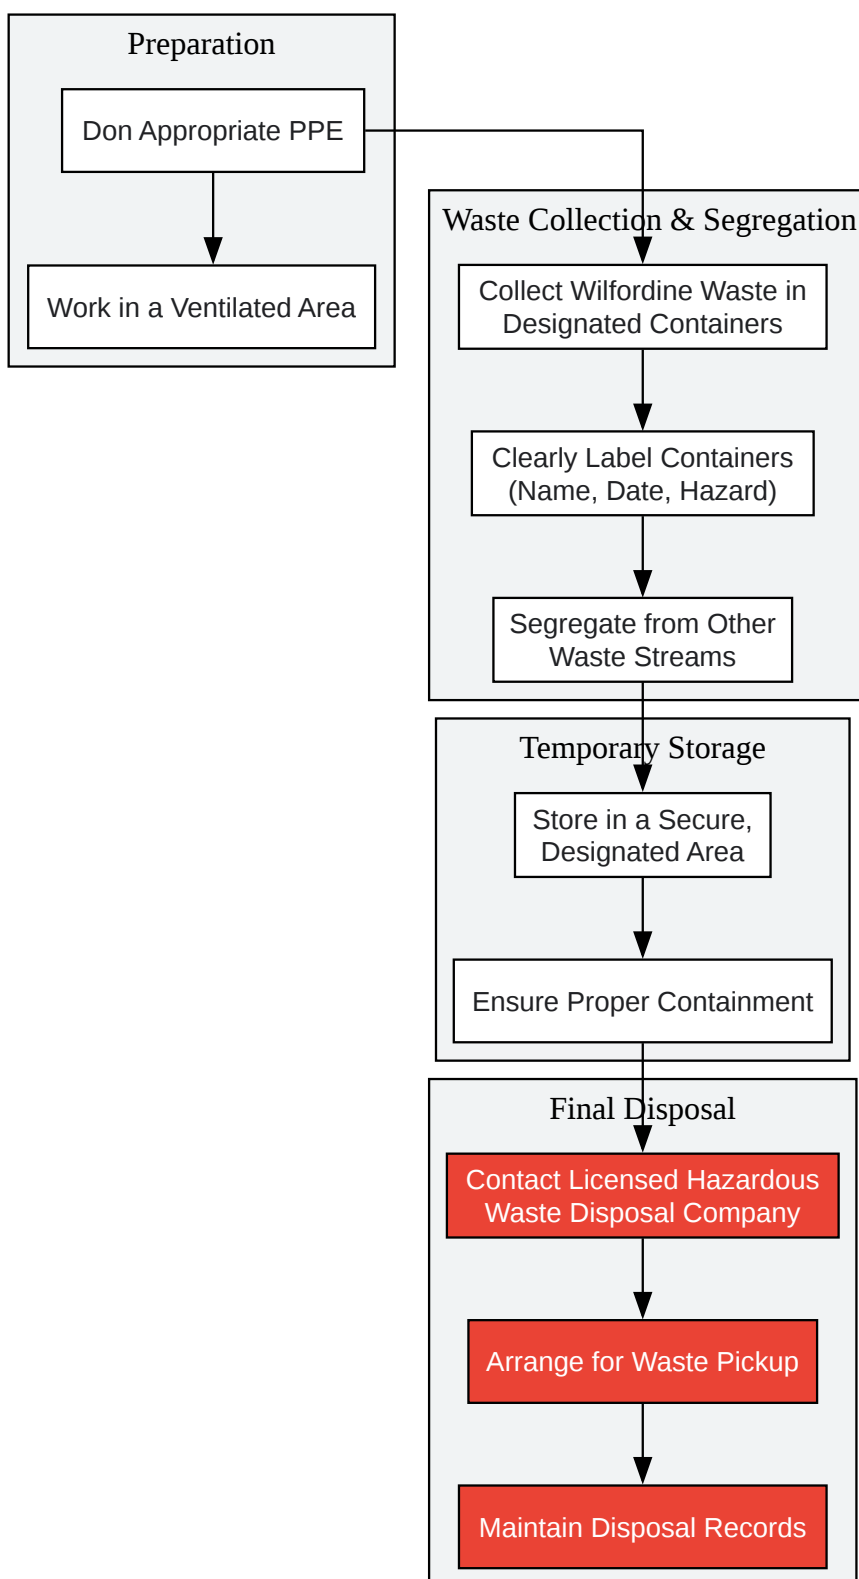 Preparation
Don Appropriate PPE
Work in a Ventilated Area
Waste Collection & Segregation
Collect Wilfordine Waste in
Designated Containers
Clearly Label Containers
(Name, Date, Hazard)
Segregate from Other
Waste Streams
Temporary Storage
Store in a Secure,
Designated Area
Ensure Proper Containment
Final Disposal
Contact Licensed Hazardous
Waste Disposal Company
Arrange for Waste Pickup
Maintain Disposal Records